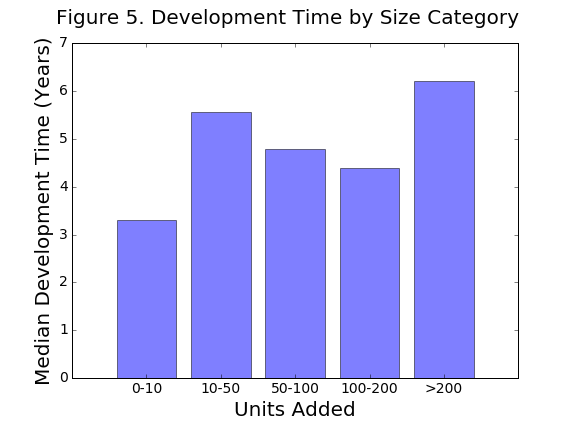 Figure 5. Development Time by Size Category
7
6
5
4
3
2
1
0
Median Development Time (Years)
0-10 10-50 50-100 100-200 >200
Units Added